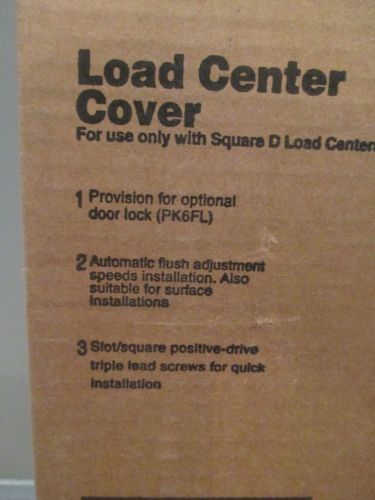 Load Center
Cover
For use only with Square D Load Center
1 Provision for optional
door lock (PK6FL)
2 Automatic flush adjustment
speeds installation. Also
suitable for surface
installations
3 Slot/square positive-drive
triple lead screws for quick
installation